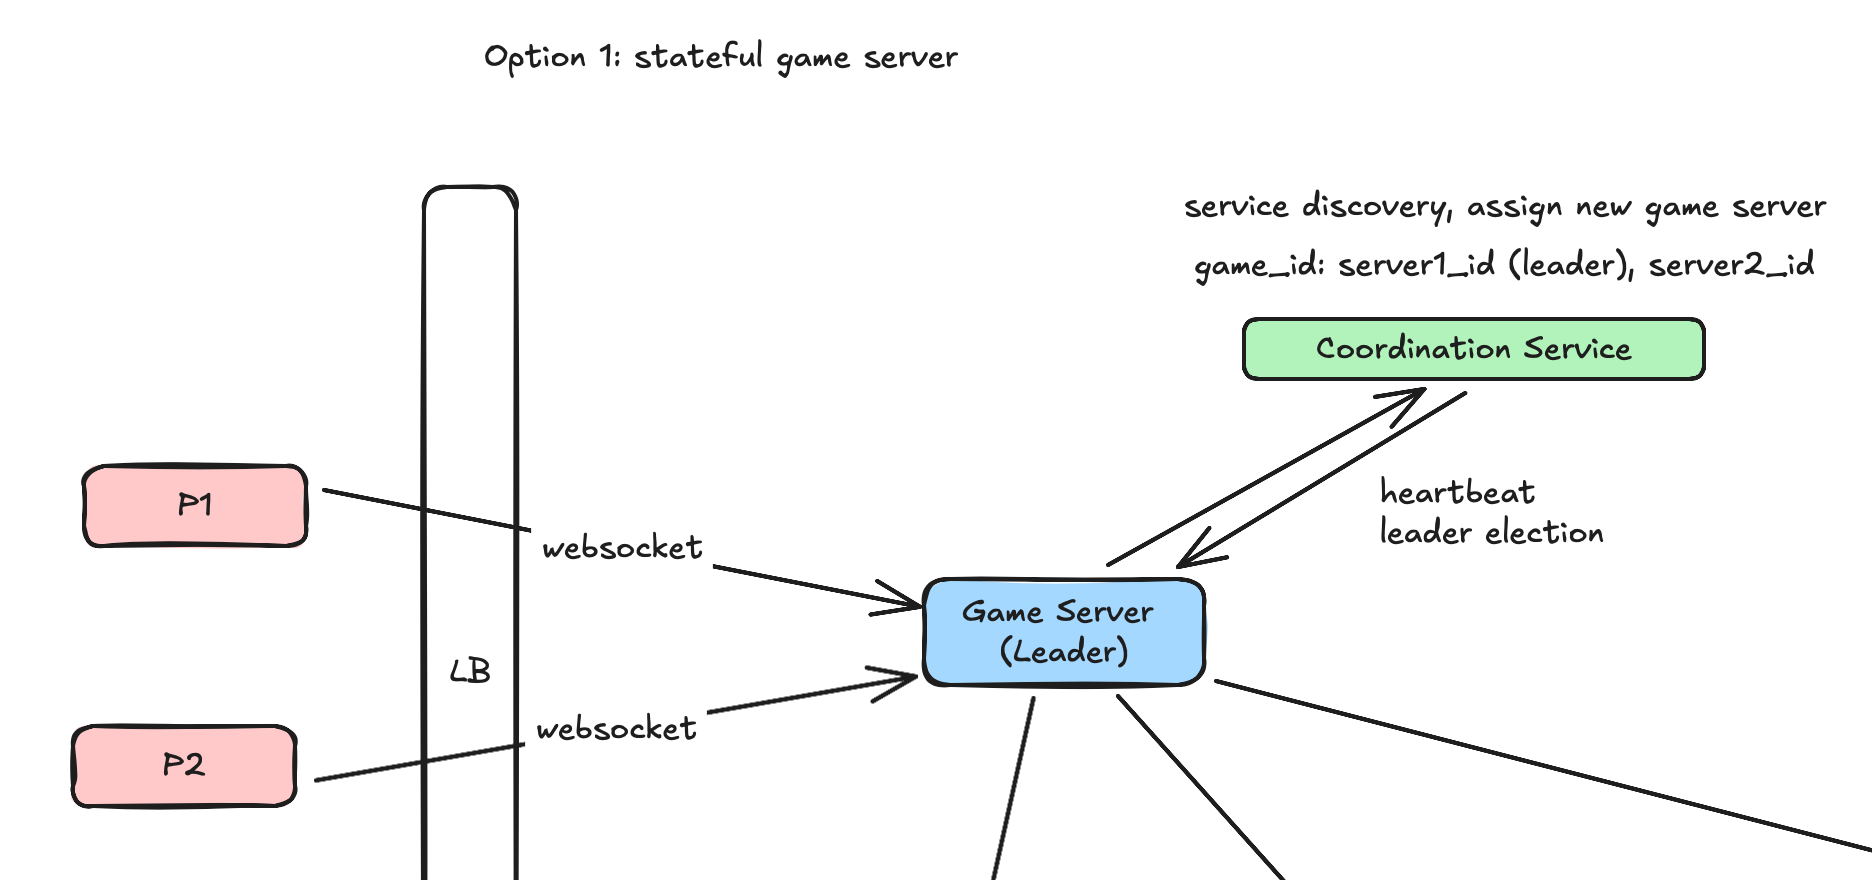 Option 1: stateful game server
service discovery, assign new game server
game_id: server1_id (leader), server2_id
Coordination Service
heartbeat
leader election
P1
websocket
Game Server
(Leader)
LB
websocket
P2